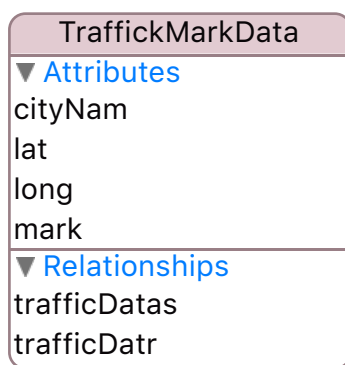 TraffickMarkData
Attributes
cityNam
lat
long
mark
Relationships
trafficDatas
trafficDatr